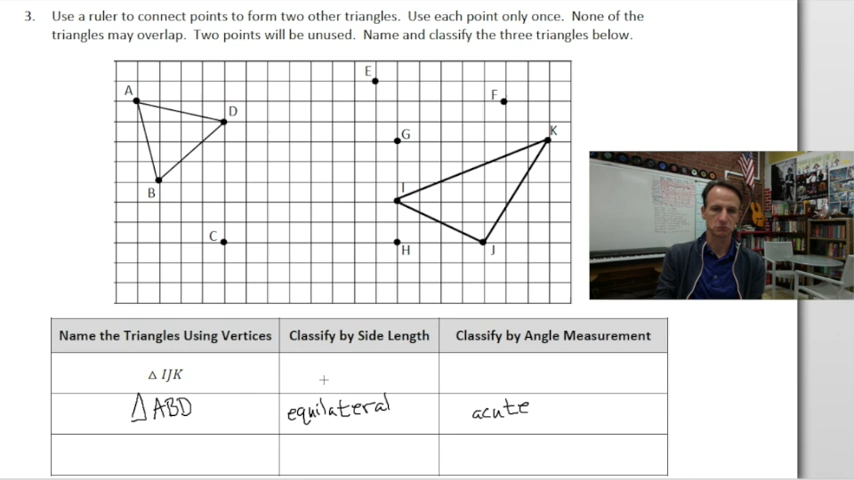 3. Use a ruler to connect points to form two other triangles. Use each point only once. None of the
triangles may overlap. Two points will be unused. Name and classify the three triangles below.
E
A
F
D
G
K
I
B
C
H
J
Name the Triangles Using Vertices Classify by Side Length Classify by Angle Measurement
△ IJK
△ ABD equilateral acute